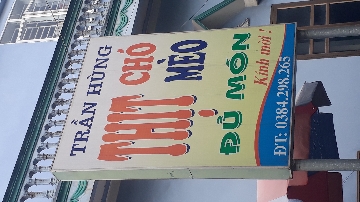 TRẦN HÙNG
THỊT CHÓ
MÈO
ĐỦ MÓN
Kính mời!
ĐT: 0384.298.265